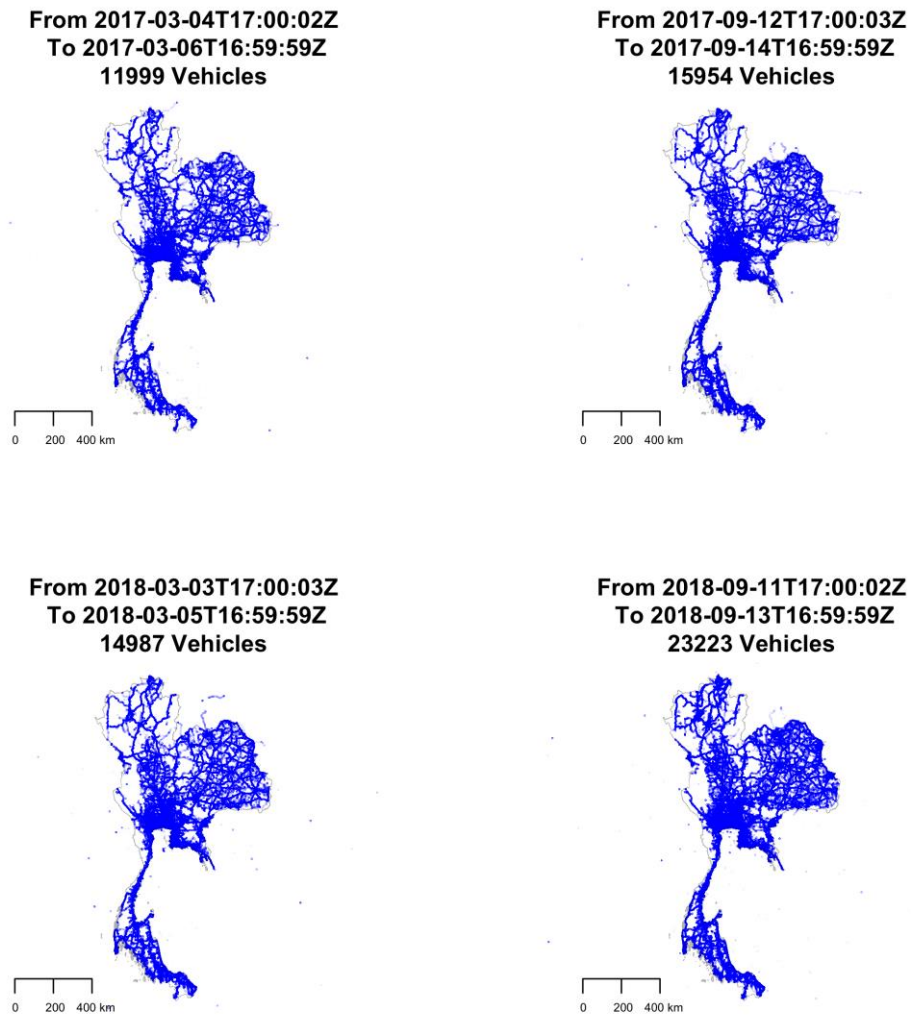 From 2017-03-04T17:00:02Z
To 2017-03-06T16:59:59Z
11999 Vehicles
0 200 400 km
From 2017-09-12T17:00:03Z
To 2017-09-14T16:59:59Z
15954 Vehicles
0 200 400 km
From 2018-03-03T17:00:03Z
To 2018-03-05T16:59:59Z
14987 Vehicles
0 200 400 km
From 2018-09-11T17:00:02Z
To 2018-09-13T16:59:59Z
23223 Vehicles
0 200 400 km